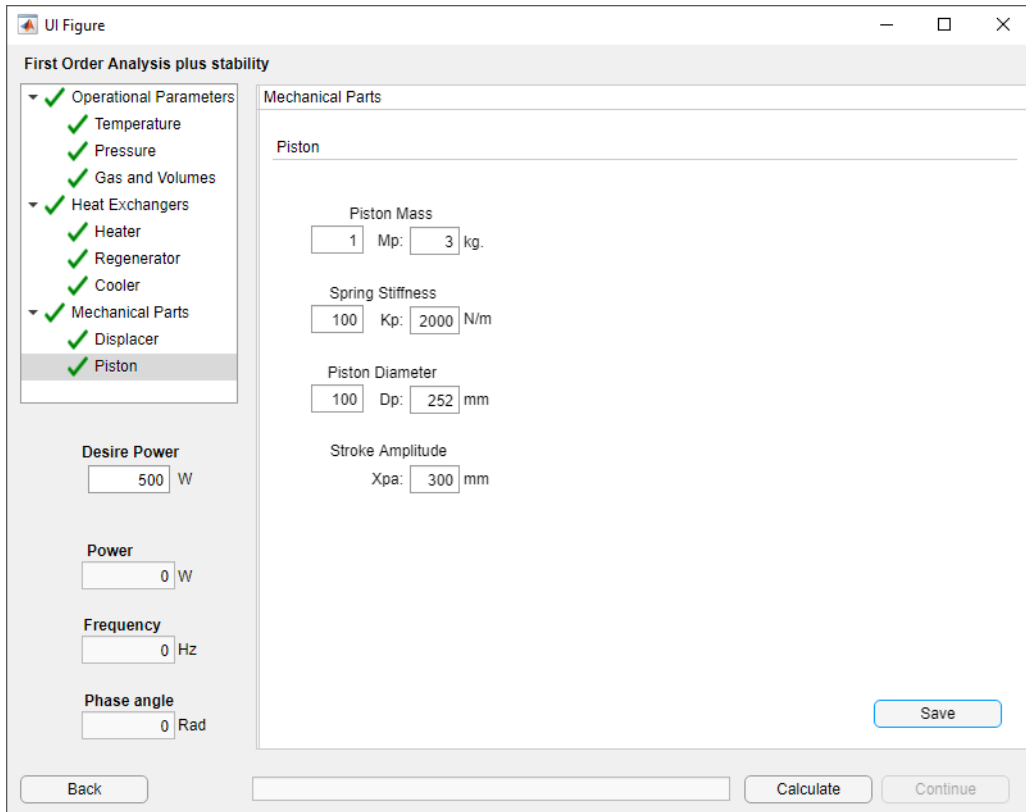 UI Figure
First Order Analysis plus stability
Operational Parameters
Temperature
Pressure
Gas and Volumes
Heat Exchangers
Heater
Regenerator
Cooler
Mechanical Parts
Displacer
Piston
Desire Power
500 W
Power
0 W
Frequency
0 Hz
Phase angle
0 Rad
Mechanical Parts
Piston
Piston Mass
1 Mp: 3 kg.
Spring Stiffness
100 Kp: 2000 N/m
Piston Diameter
100 Dp: 252 mm
Stroke Amplitude
Xpa: 300 mm
Save
Back
Calculate
Continue